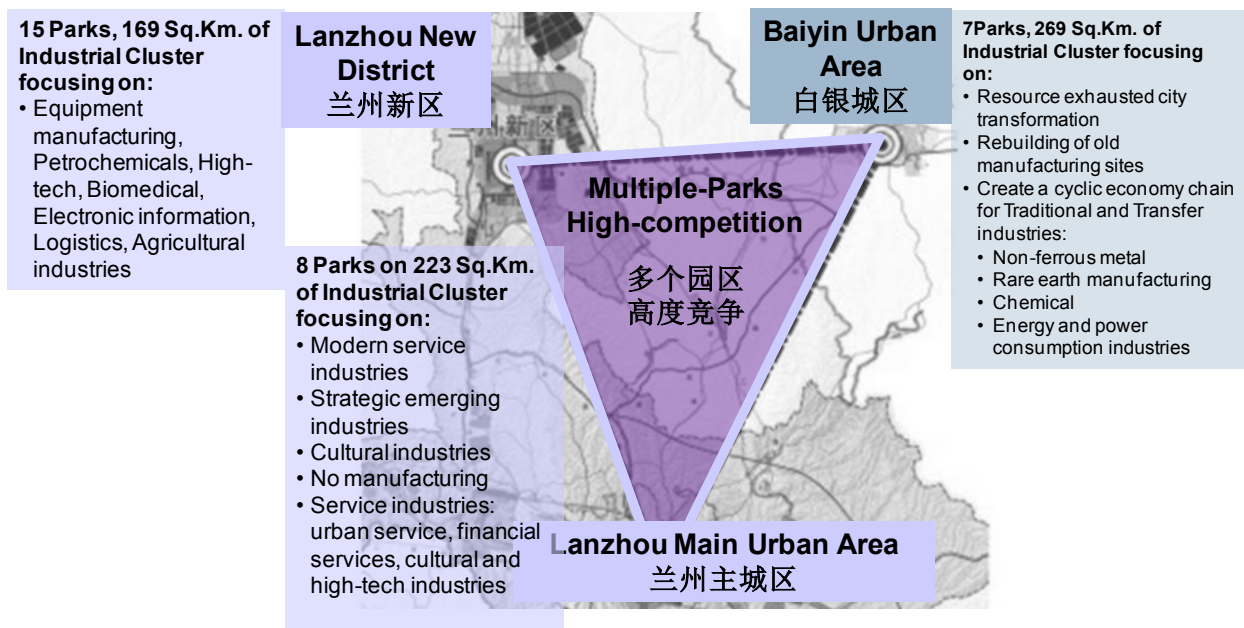 15 Parks, 169 Sq.Km. of
Industrial Cluster
focusing on:
• Equipment
manufacturing,
Petrochemicals, High-
tech, Biomedical,
Electronic information,
Logistics, Agricultural
industries
Lanzhou New
District
兰州新区
兰州新区
Baiyin Urban
Area
白银城区
7Parks, 269 Sq.Km. of
Industrial Cluster focusing
on:
• Resource exhausted city
transformation
• Rebuilding of old
manufacturing sites
• Create a cyclic economy chain
for Traditional and Transfer
industries:
• Non-ferrous metal
• Rare earth manufacturing
• Chemical
• Energy and power
consumption industries
Multiple-Parks
High-competition
多个园区
高度竞争
8 Parks on 223 Sq.Km.
of Industrial Cluster
focusing on:
• Modern service
industries
• Strategic emerging
industries
• Cultural industries
• No manufacturing
• Service industries:
urban service, financial
services, cultural and
high-tech industries
Lanzhou Main Urban Area
兰州主城区